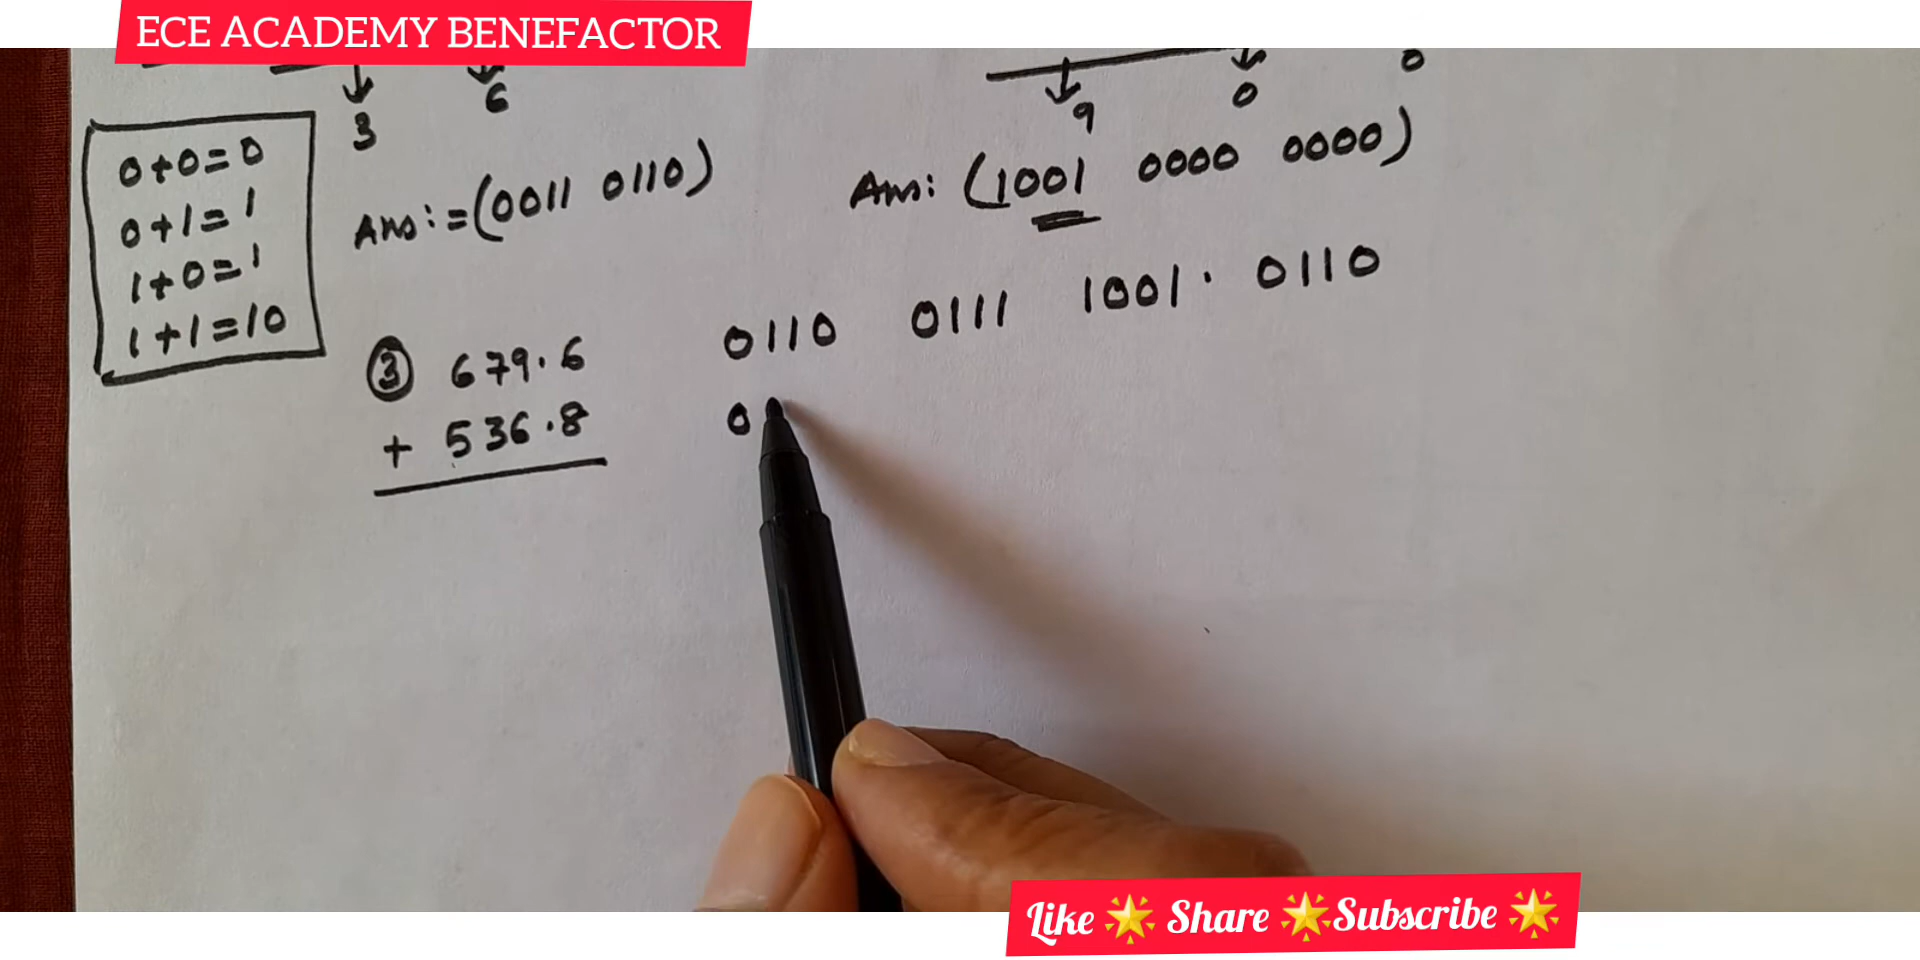 ECE ACADEMY BENEFACTOR
3 6
9 0 0
0+0=0
0+1=1
1+0=1
1+1=10
Ans:=(0011 0110)
Ans: (1001 0000 0000)
③ 679.6 0110 0111 1001.0110
+ 536.8 0
Like 🌟 Share 🌟Subscribe 🌟